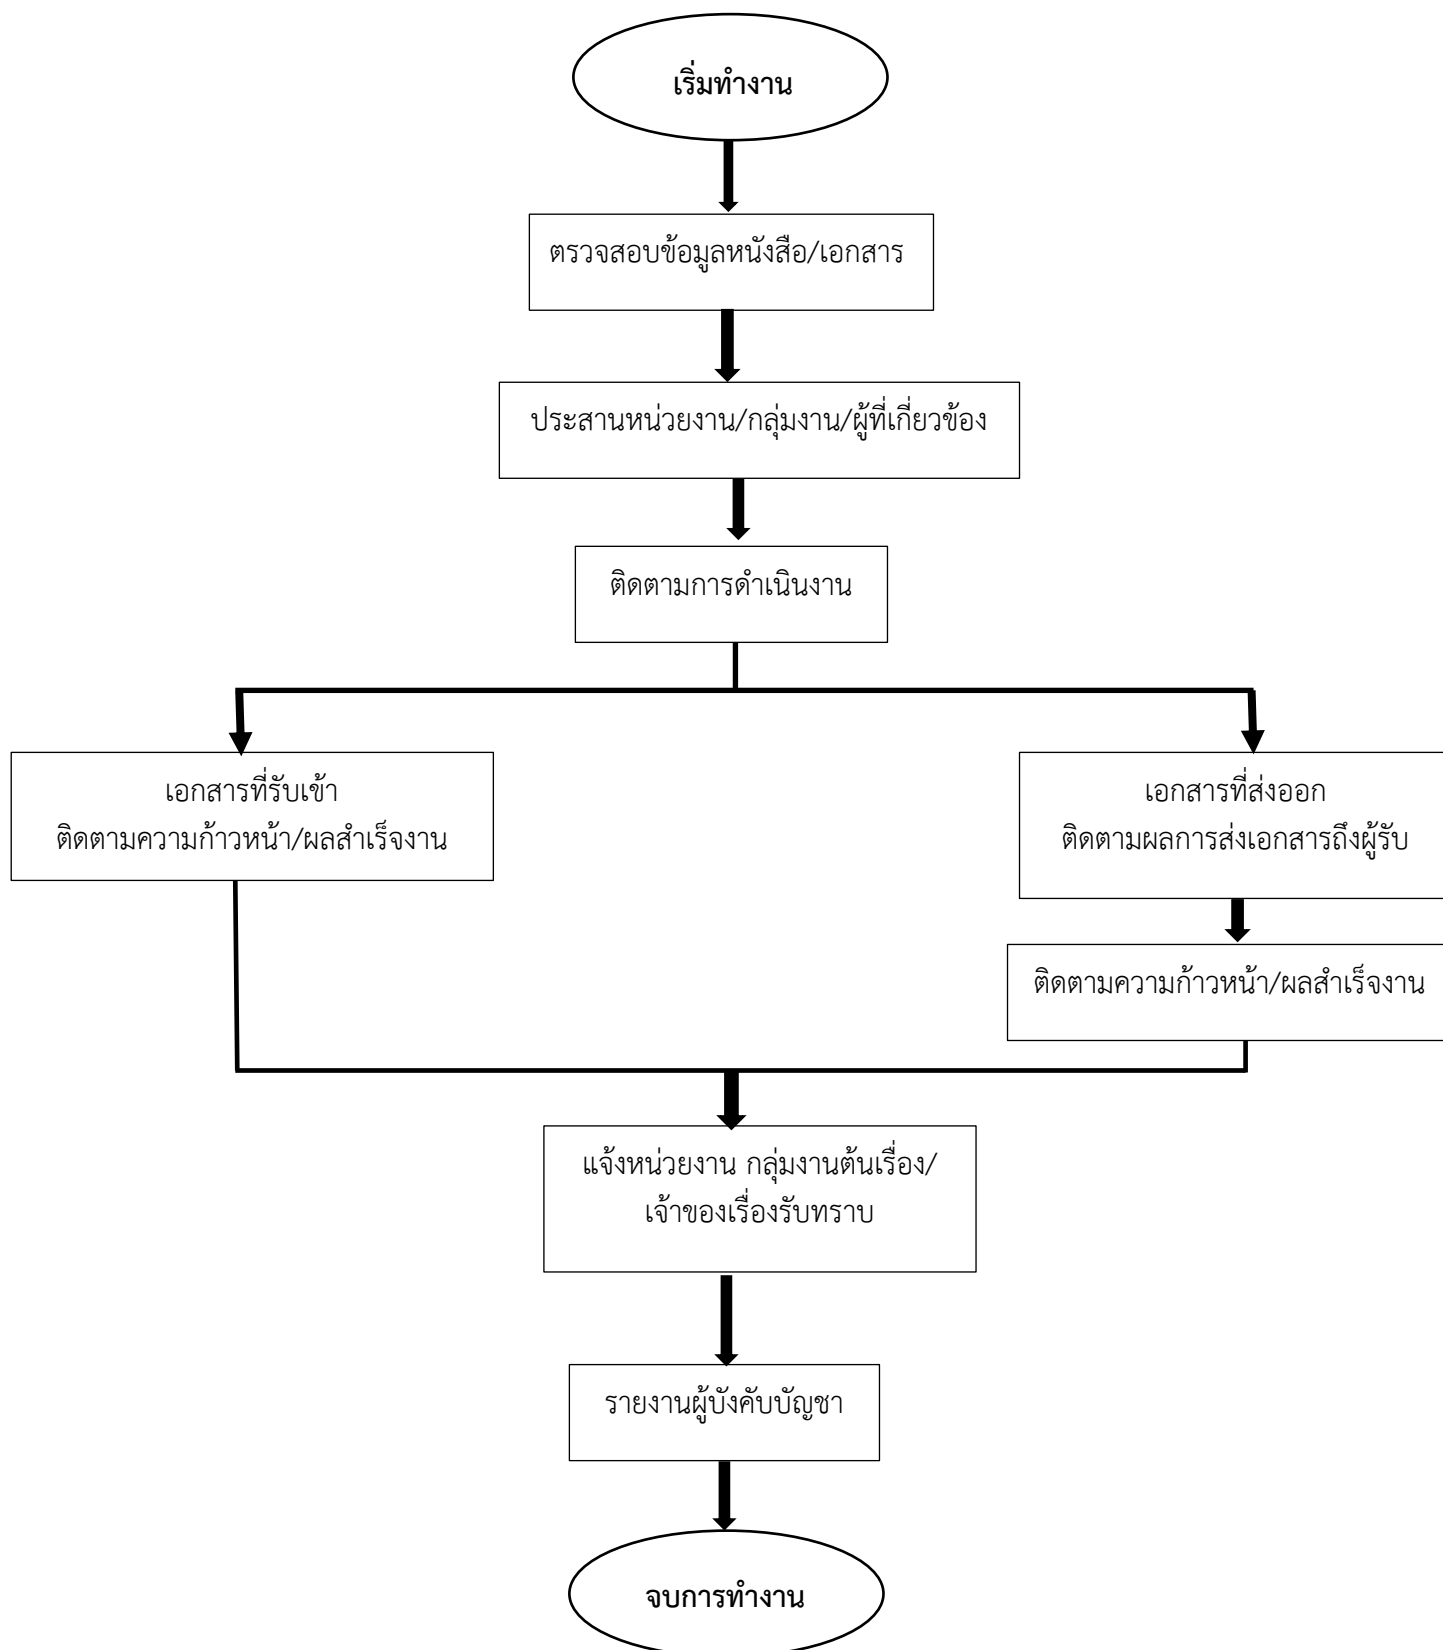 เริ่มทำงาน
ตรวจสอบข้อมูลหนังสือ/เอกสาร
ประสานหน่วยงาน/กลุ่มงาน/ผู้ที่เกี่ยวข้อง
ติดตามการดำเนินงาน
เอกสารที่รับเข้า
ติดตามความก้าวหน้า/ผลสำเร็จงาน
เอกสารที่ส่งออก
ติดตามผลการส่งเอกสารถึงผู้รับ
ติดตามความก้าวหน้า/ผลสำเร็จงาน
แจ้งหน่วยงาน กลุ่มงานต้นเรื่อง/
เจ้าของเรื่องรับทราบ
รายงานผู้บังคับบัญชา
จบการทำงาน